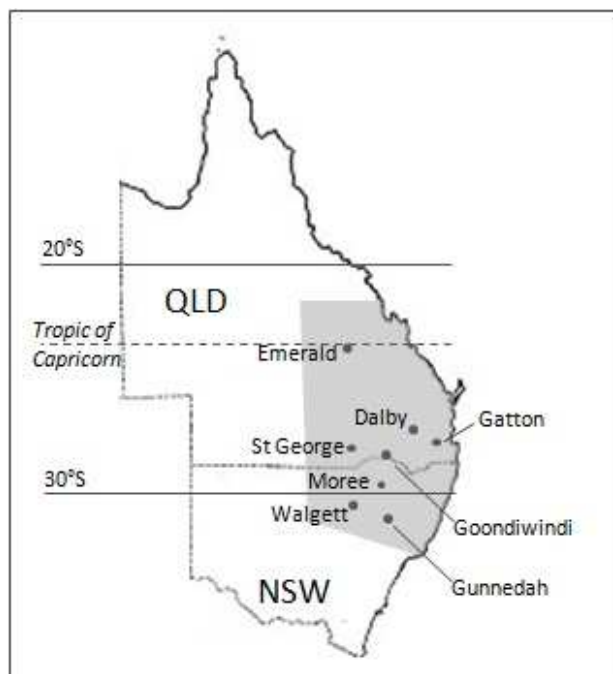 20°S
QLD
Tropic of
Capricorn
Emerald
Dalby
Gatton
St George
Moree
30°S
Walgett
Goondiwindi
NSW
Gunnedah